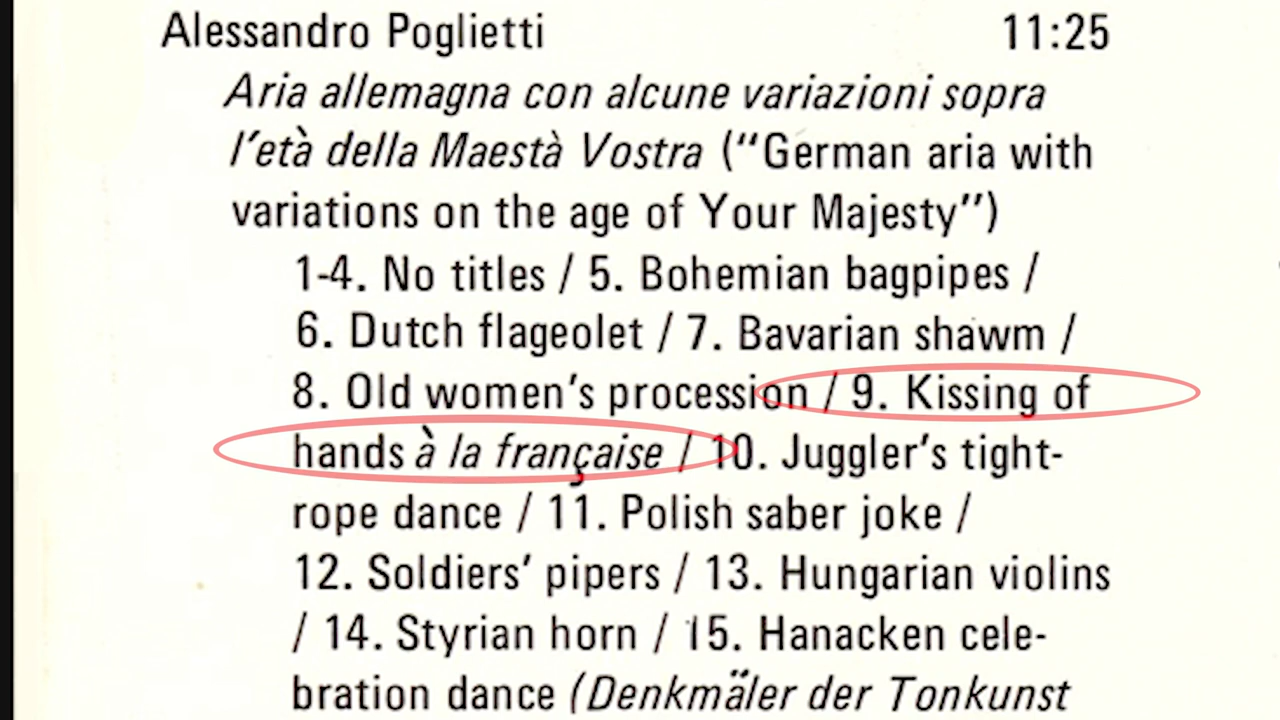 Alessandro Poglietti 11:25
Aria allemagna con alcune variazioni sopra
l'età della Maestà Vostra ("German aria with
variations on the age of Your Majesty")
1-4. No titles / 5. Bohemian bagpipes /
6. Dutch flageolet / 7. Bavarian shawm /
8. Old women's procession / 9. Kissing of
hands à la française / 10. Juggler's tight-
rope dance / 11. Polish saber joke /
12. Soldiers' pipers / 13. Hungarian violins
/ 14. Styrian horn / 15. Hanacken cele-
bration dance (Denkmäler der Tonkunst